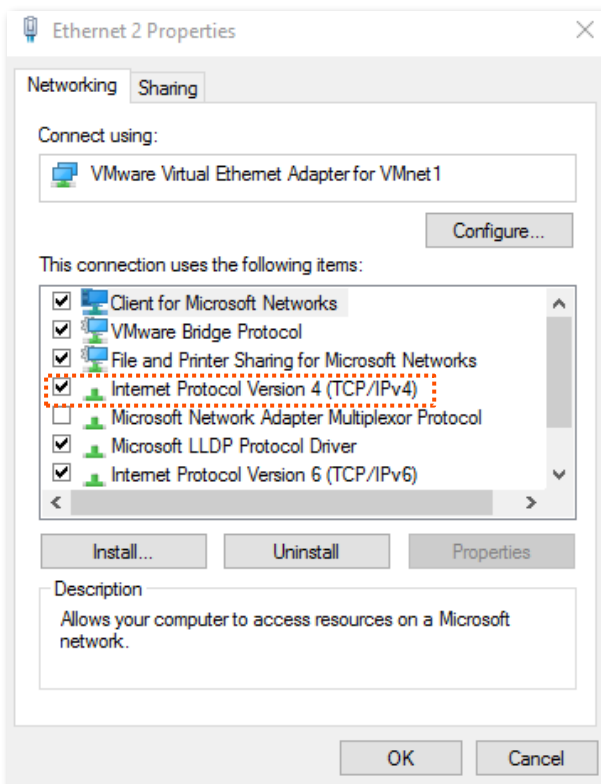 Ethernet 2 Properties
Networking
Sharing
Connect using:
VMware Virtual Ethernet Adapter for VMnet1
Configure...
This connection uses the following items:
Client for Microsoft Networks
VMware Bridge Protocol
File and Printer Sharing for Microsoft Networks
Internet Protocol Version 4 (TCP/IPv4)
Microsoft Network Adapter Multiplexor Protocol
Microsoft LLDP Protocol Driver
Internet Protocol Version 6 (TCP/IPv6)
Install...
Uninstall
Properties
Description
Allows your computer to access resources on a Microsoft
network.
OK
Cancel